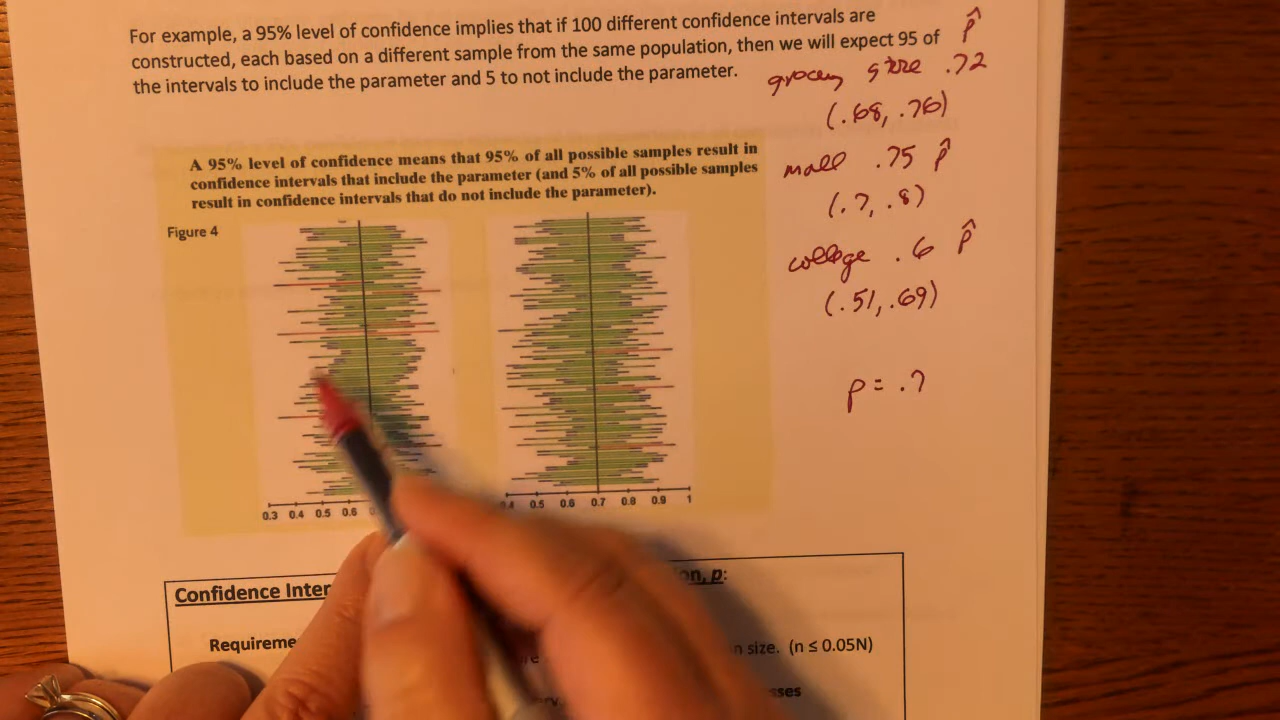 For example, a 95% level of confidence implies that if 100 different confidence intervals are
constructed, each based on a different sample from the same population, then we will expect 95 of
the intervals to include the parameter and 5 to not include the parameter.
p̂
grocery store .72
(.68, .76)
mall .75 p̂
(.7, .8)
college .6 p̂
(.51, .69)
p = .7
A 95% level of confidence means that 95% of all possible samples result in
confidence intervals that include the parameter (and 5% of all possible samples
result in confidence intervals that do not include the parameter).
Figure 4
0.3 0.4 0.5 0.6
0.5 0.6 0.7 0.8 0.9 1
Confidence Inter
on, p:
Requireme
n size. (n ≤ 0.05N)
sses